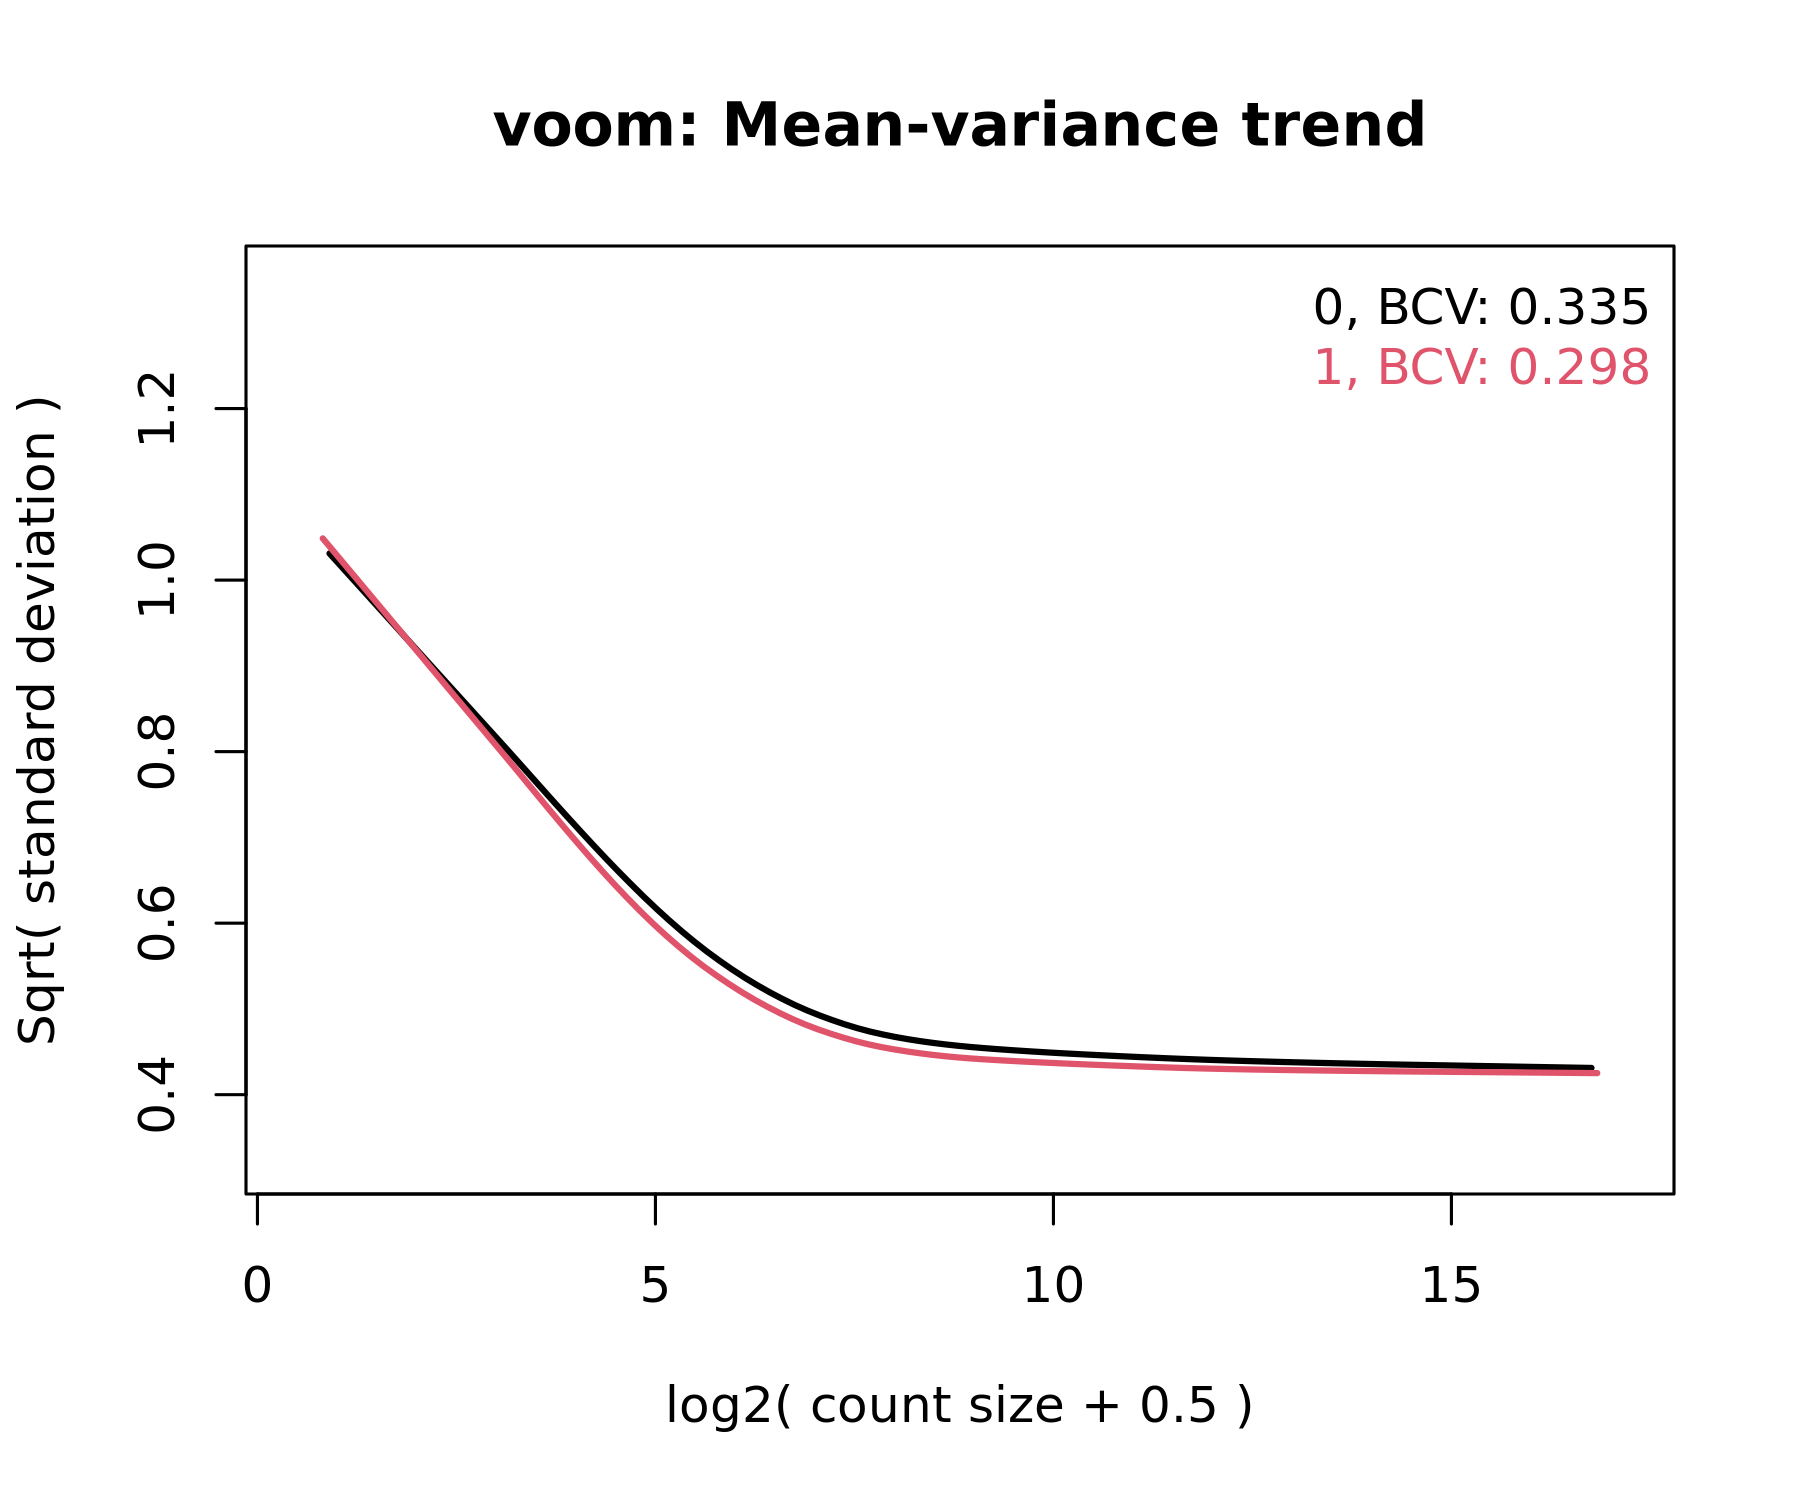 voom: Mean-variance trend
0, BCV: 0.335
1, BCV: 0.298
Sqrt( standard deviation )
1.2
1.0
0.8
0.6
0.4
0 5 10 15
log2( count size + 0.5 )